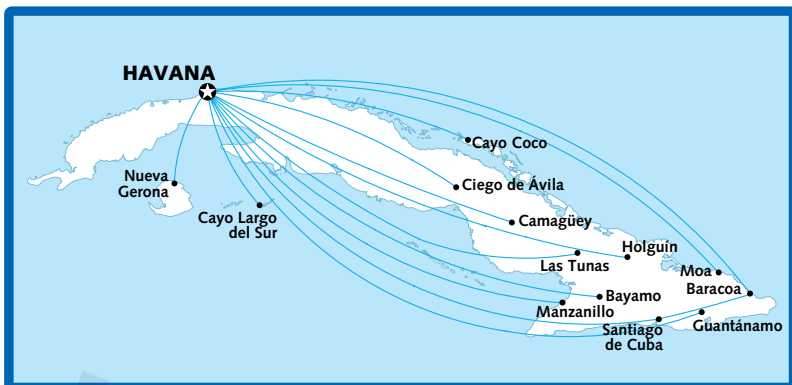 HAVANA
Cayo Coco
Nueva
Gerona
Ciego de Ávila
Cayo Largo
del Sur
Camagüey
Holguín
Las Tunas
Moa
Baracoa
Bayamo
Manzanillo
Guantánamo
Santiago
de Cuba